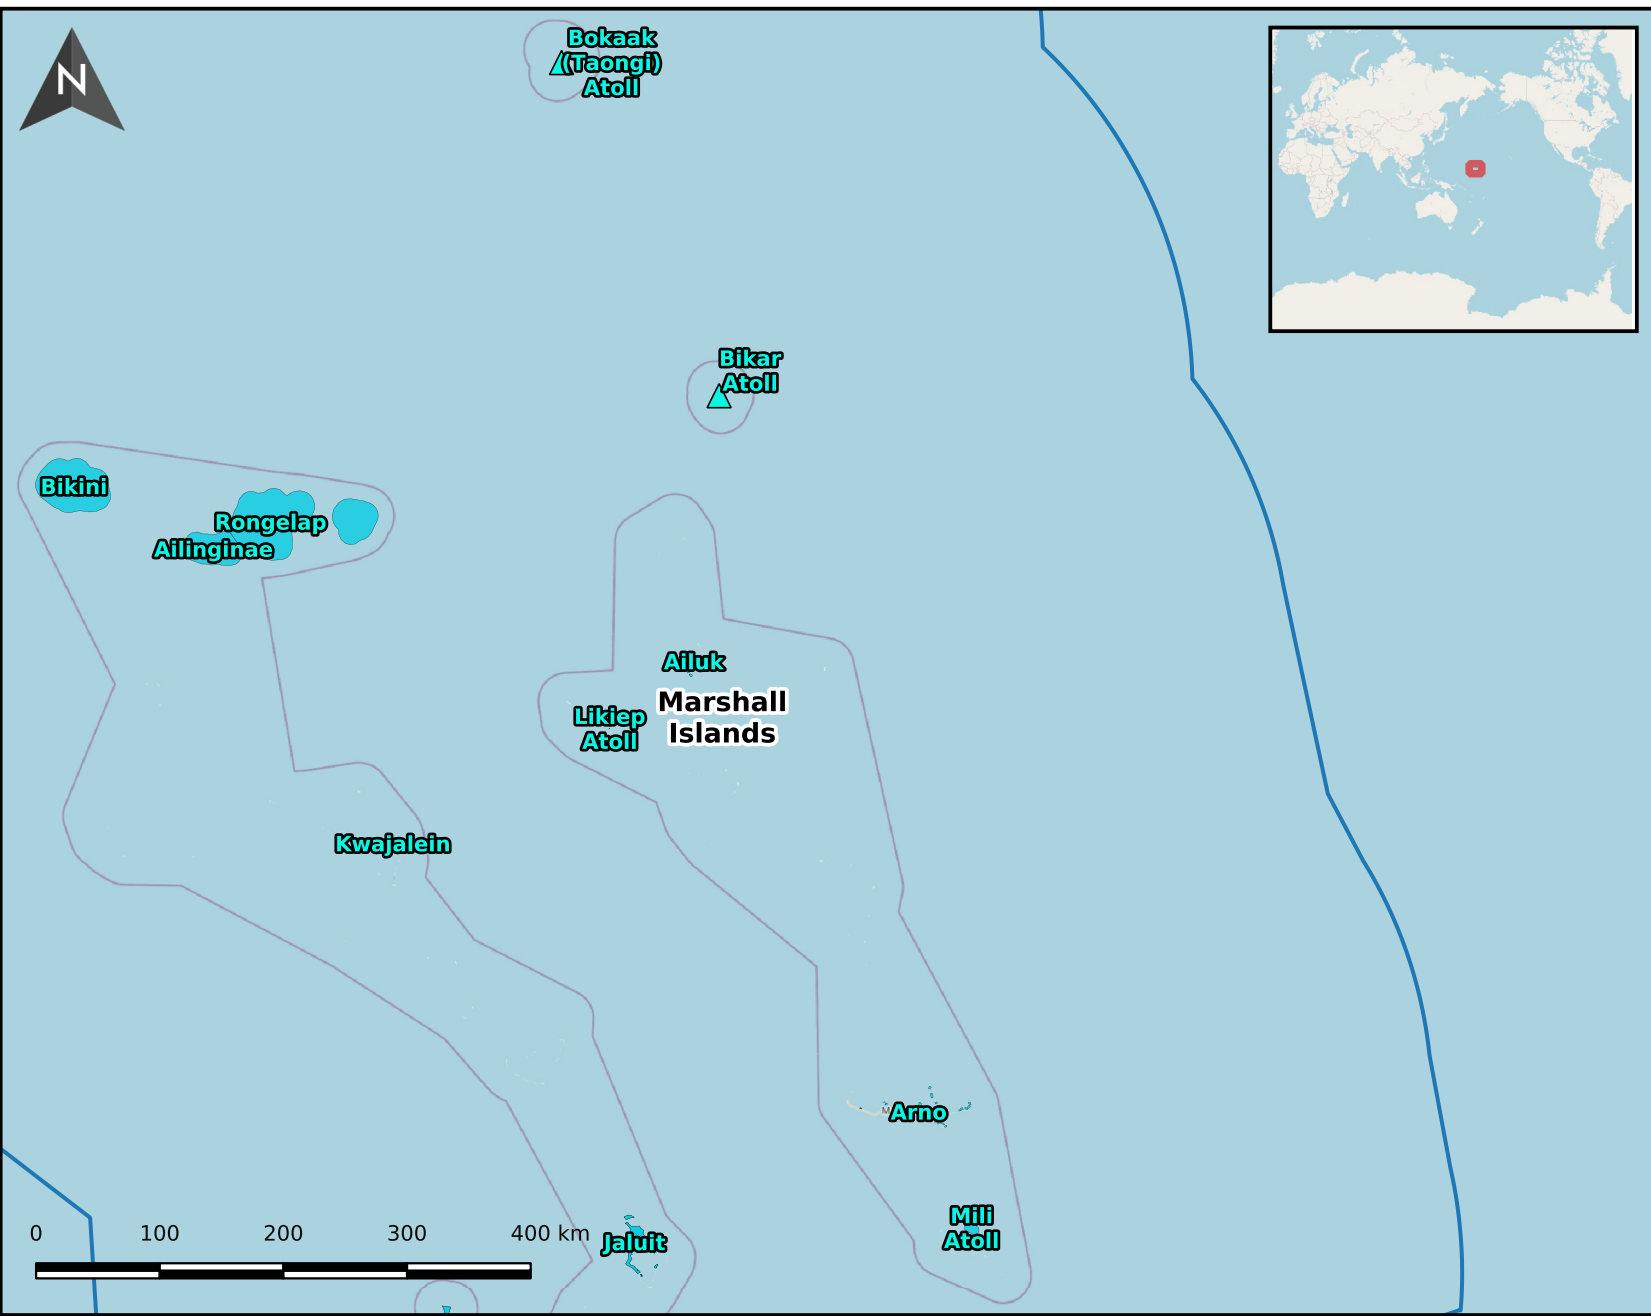 N
Bokaak
(Taongi)
Atoll
Bikar
Atoll
Bikini
Rongelap
Ailinginae
Ailuk
Marshall
Islands
Likiep
Atoll
Kwajalein
M
Arno
Mili
Atoll
Jaluit
0 100 200 300 400 km